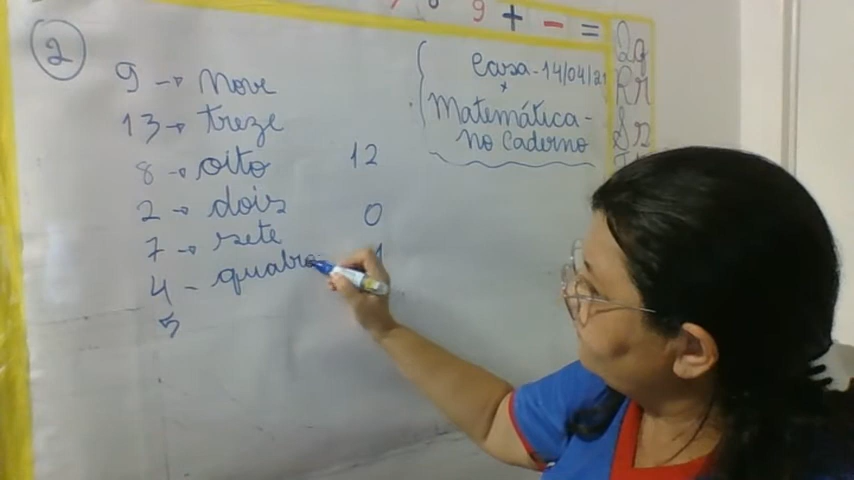 9 + - =
2
9 → nove
13 → treze
8 → oito
2 → dois
7 → sete
4 - quatro
5
12
0
1
Casa - 14/04/21
Matemática -
no Caderno
Qq
Rr
Ss